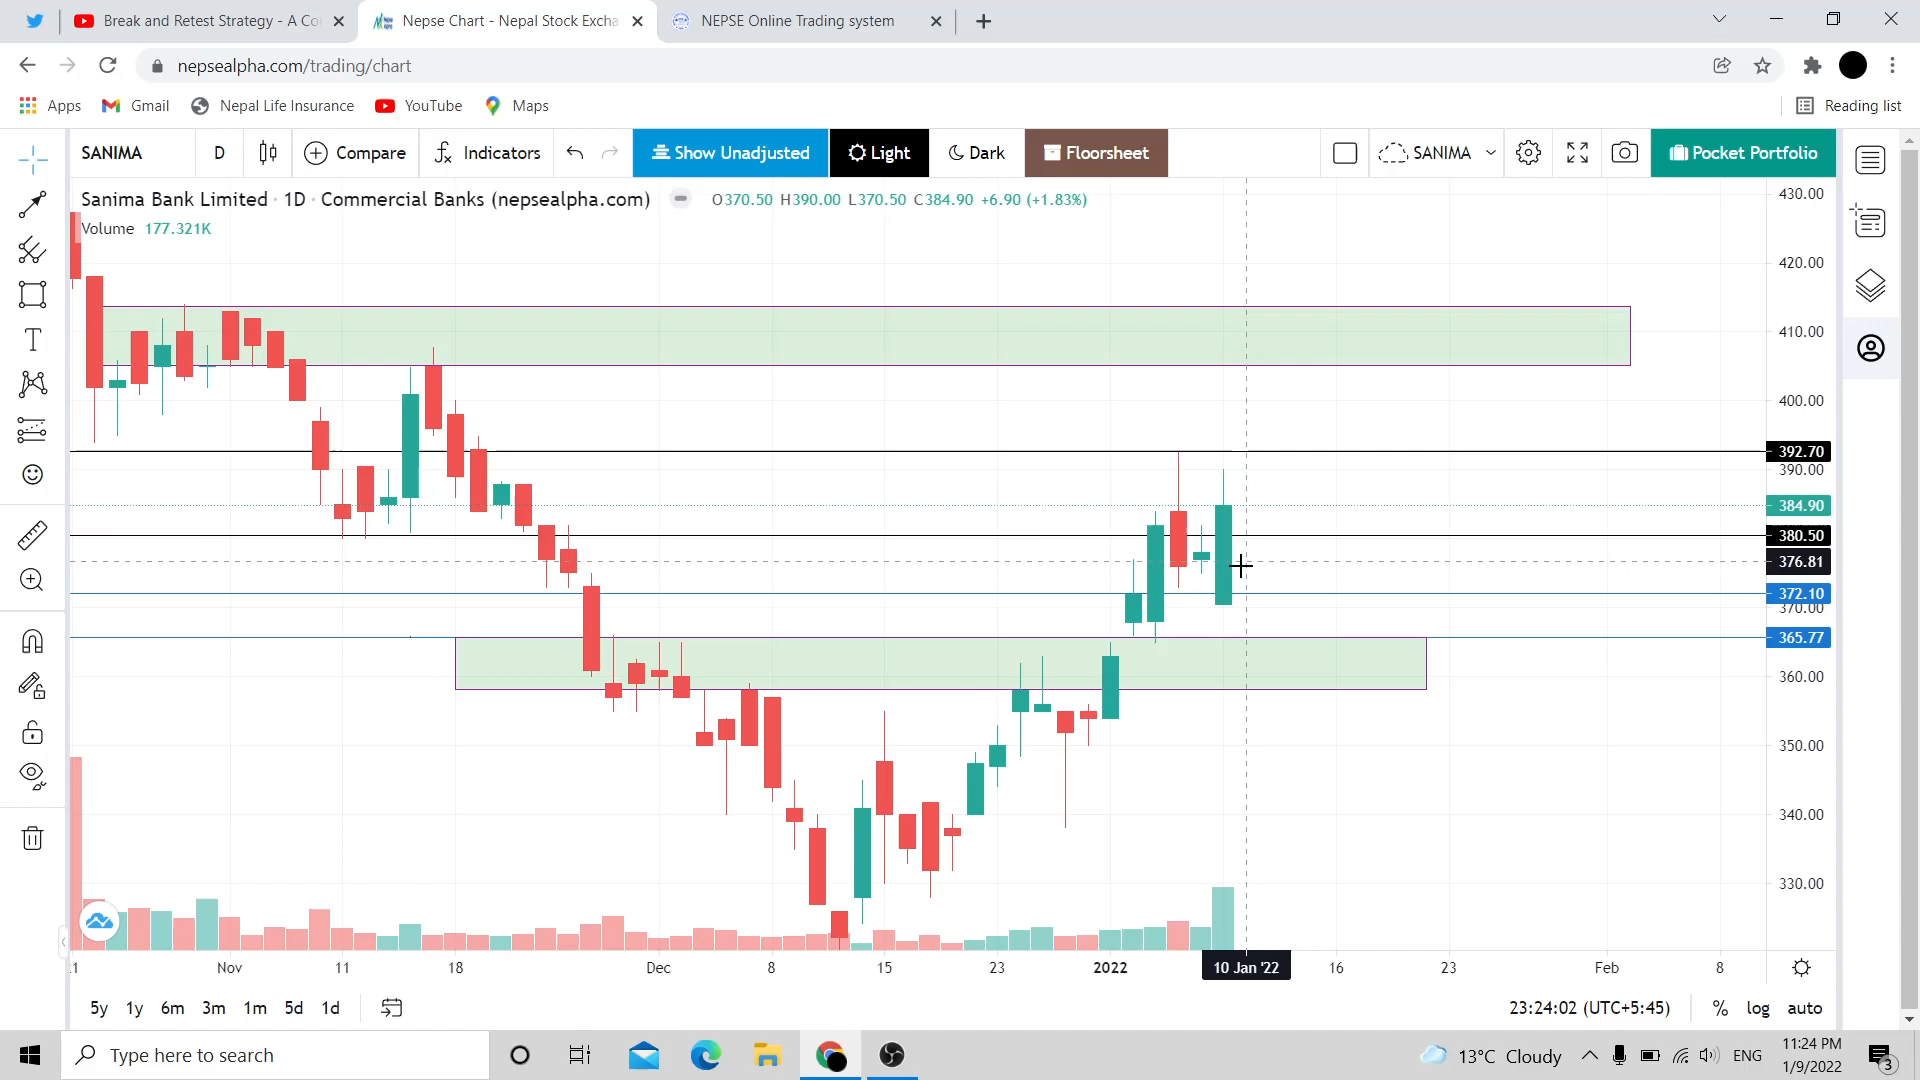 Break and Retest Strategy - A Co
Nepse Chart - Nepal Stock Excha
NEPSE Online Trading system
nepsealpha.com/trading/chart
Apps Gmail Nepal Life Insurance YouTube Maps Reading list
SANIMA D Compare Indicators Show Unadjusted Light Dark Floorsheet SANIMA Pocket Portfolio
Sanima Bank Limited · 1D · Commercial Banks (nepsealpha.com) O370.50 H390.00 L370.50 C384.90 +6.90 (+1.83%)
Volume 177.321K
430.00
420.00
410.00
400.00
392.70
390.00
384.90
380.50
376.81
372.10
370.00
365.77
360.00
350.00
340.00
330.00
Nov 11 18 Dec 8 15 23 2022 10 Jan '22 16 23 Feb 8
5y 1y 6m 3m 1m 5d 1d 23:24:02 (UTC+5:45) % log auto
Type here to search 13°C Cloudy ENG 11:24 PM
1/9/2022 3